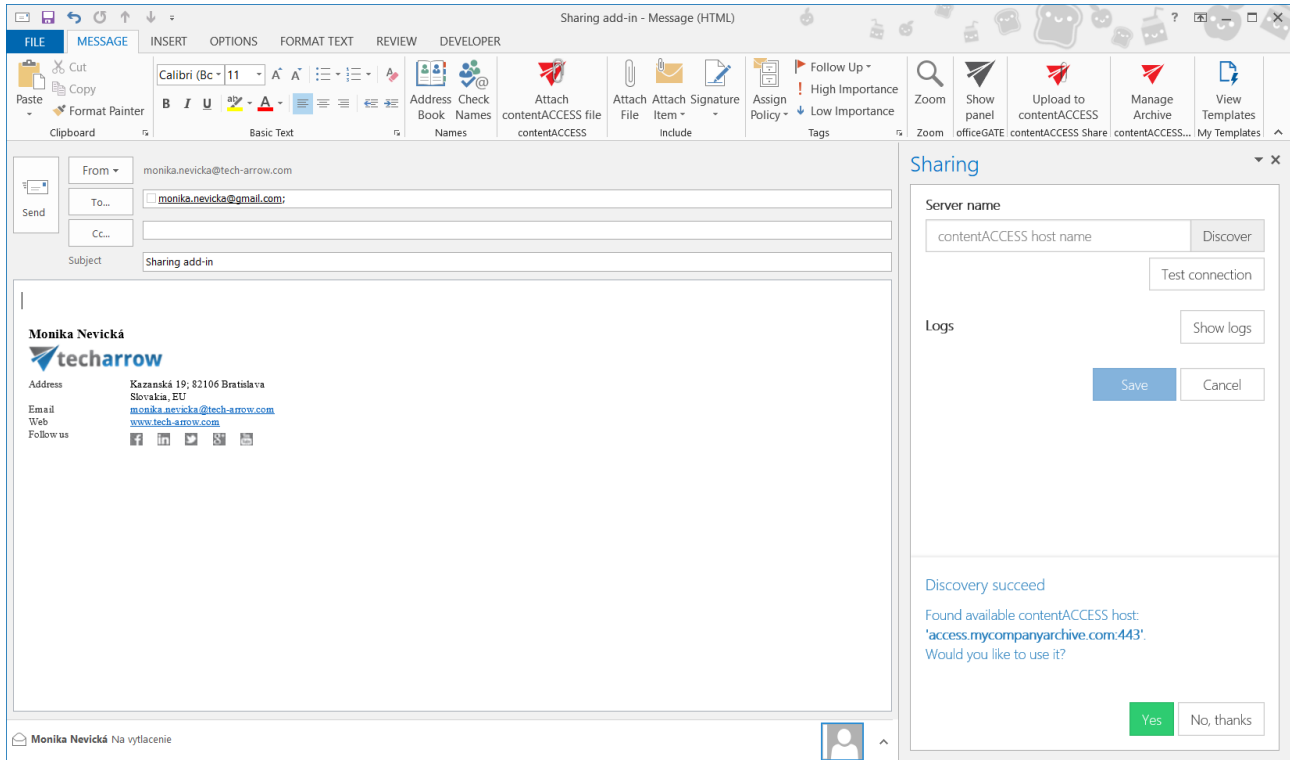 Sharing add-in - Message (HTML)
?
FILE MESSAGE INSERT OPTIONS FORMAT TEXT REVIEW DEVELOPER
Paste
Cut
Copy
Format Painter
Clipboard
Calibri (Bc 11 A A
B I U aby A
Basic Text
Address Book
Check Names
Names
Attach contentACCESS file
contentACCESS
Attach File
Attach Item
Signature
Include
Assign Policy
Follow Up
High Importance
Low Importance
Tags
Zoom
Zoom
Show panel
officeGATE
Upload to contentACCESS
contentACCESS Share
Manage Archive
contentACCESS...
View Templates
My Templates
Send
From monika.nevicka@tech-arrow.com
To... monika.nevicka@gmail.com;
Cc...
Subject Sharing add-in
Monika Nevická
techarrow
Address Kazanská 19; 82106 Bratislava
Slovakia, EU
Email monika.nevicka@tech-arrow.com
Web www.tech-arrow.com
Follow us
Monika Nevická Na vytlacenie
Sharing
Server name
contentACCESS host name Discover
Test connection
Logs Show logs
Save Cancel
Discovery succeed
Found available contentACCESS host:
'access.mycompanyarchive.com:443'.
Would you like to use it?
Yes No, thanks